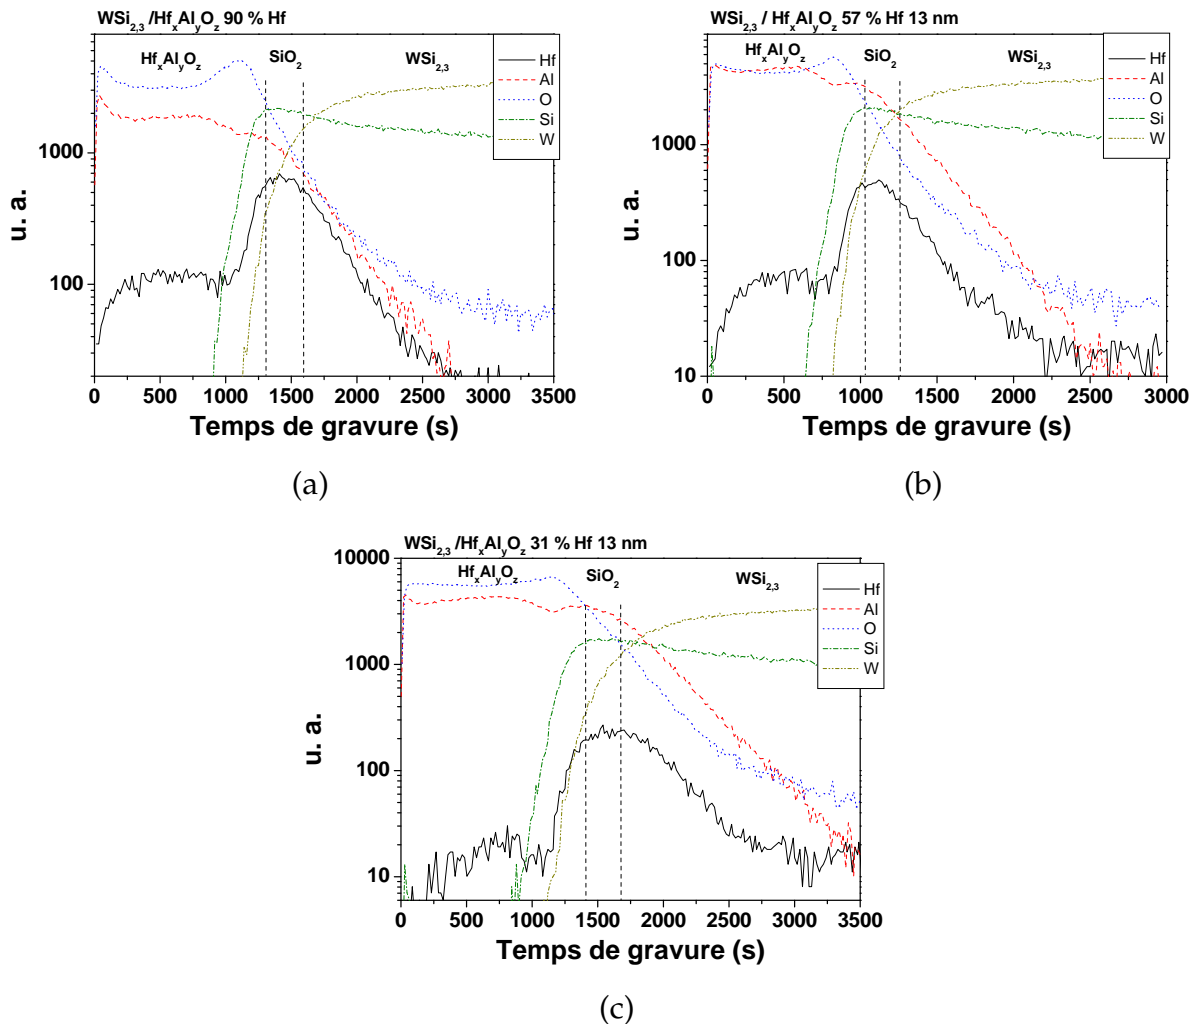 WSi2,3 /HfxAlyOz 90 % Hf
HfxAlyOz
SiO2
WSi2,3
Hf
Al
O
Si
W
1000
100
u. a.
0 500 1000 1500 2000 2500 3000 3500
Temps de gravure (s)
(a)
WSi2,3 / HfxAlyOz 57 % Hf 13 nm
HfxAlyOz
SiO2
WSi2,3
Hf
Al
O
Si
W
1000
100
10
u. a.
0 500 1000 1500 2000 2500 3000
Temps de gravure (s)
(b)
WSi2,3 /HfxAlyOz 31 % Hf 13 nm
HfxAlyOz
SiO2
WSi2,3
Hf
Al
O
Si
W
10000
1000
100
10
u. a.
0 500 1000 1500 2000 2500 3000 3500
Temps de gravure (s)
(c)